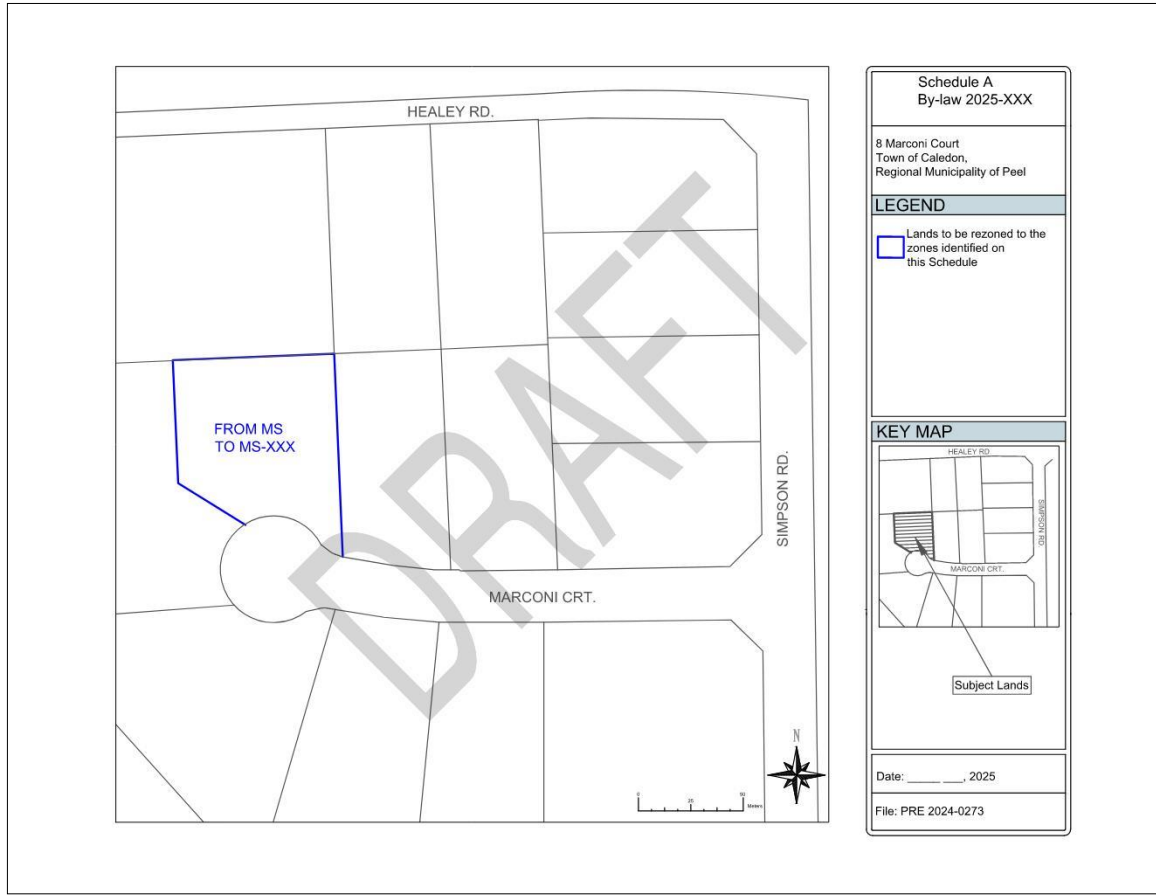 HEALEY RD.
FROM MS
TO MS-XXX
SIMPSON RD.
MARCONI CRT.
DRAFT
N
0
25
50
Meters
Schedule A
By-law 2025-XXX
8 Marconi Court
Town of Caledon,
Regional Municipality of Peel
LEGEND
Lands to be rezoned to the
zones identified on
this Schedule
KEY MAP
HEALEY RD
SIMPSON RD.
MARCONI CRT.
Subject Lands
Date: _____ ___, 2025
File: PRE 2024-0273